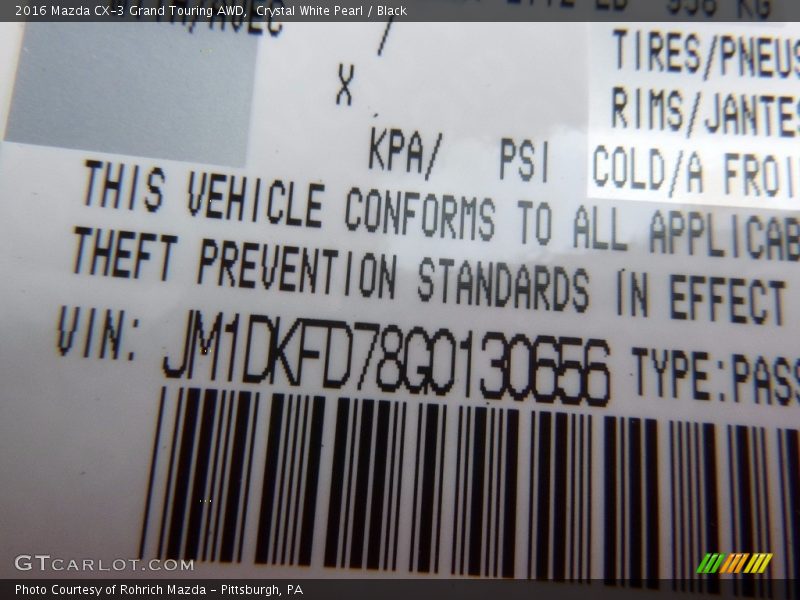 2016 Mazda CX-3 Grand Touring AWD, Crystal White Pearl / Black
/
TIRES/PNEUS
X
RIMS/JANTES
KPA/ PSI COLD/A FROI
THIS VEHICLE CONFORMS TO ALL APPLICAB
THEFT PREVENTION STANDARDS IN EFFECT
VIN: JM1DKFD78G0130656 TYPE:PASS
GTCARLOT.COM
Photo Courtesy of Rohrich Mazda - Pittsburgh, PA